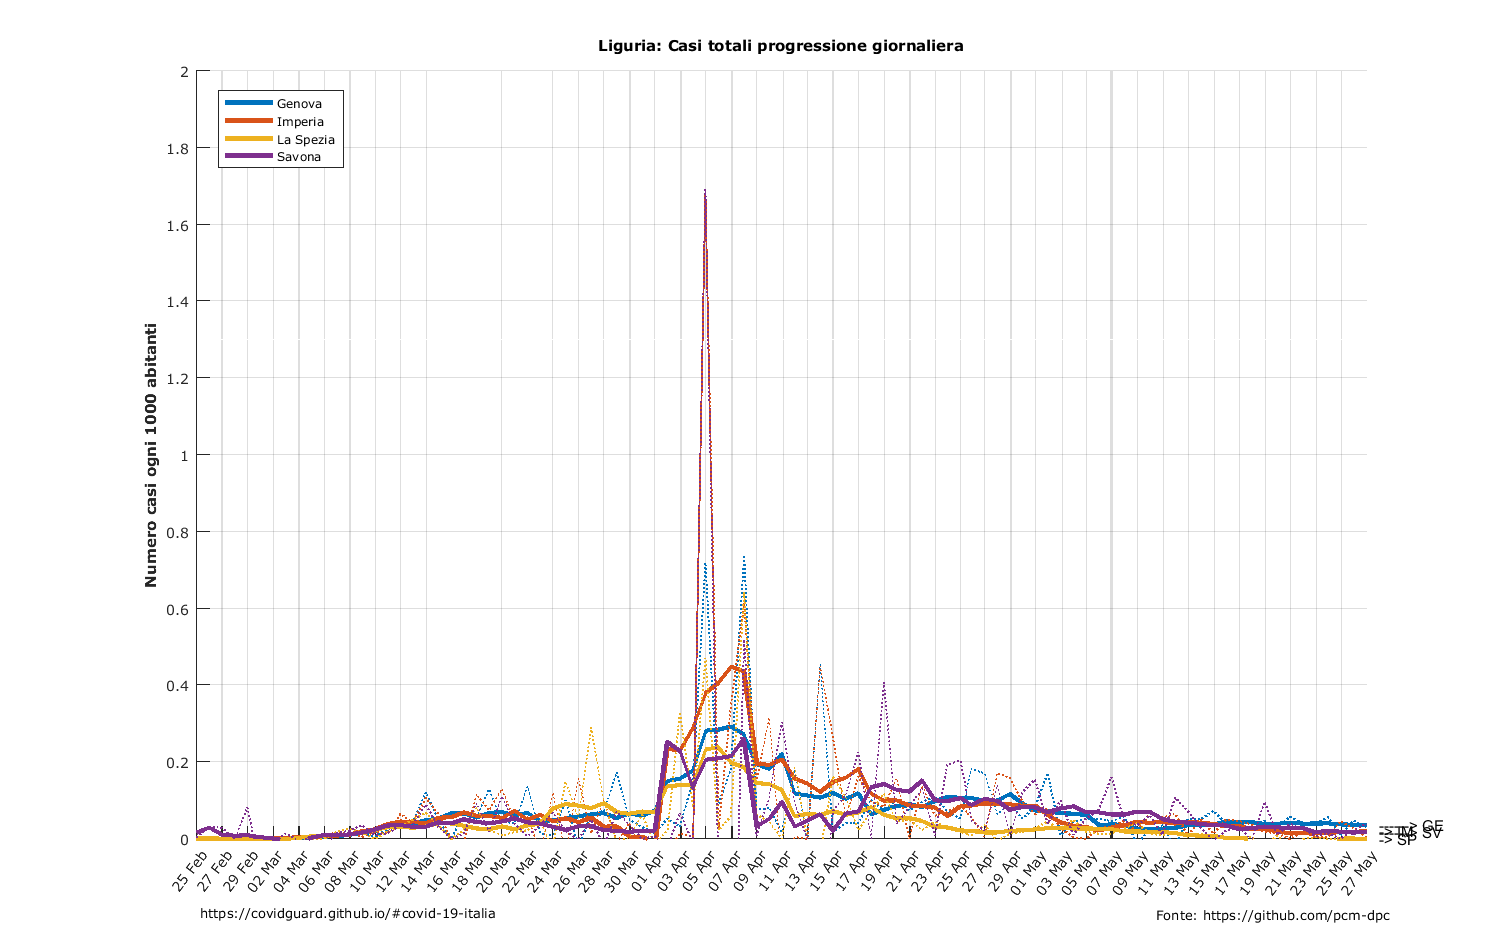 Liguria: Casi totali progressione giornaliera
2
1.8
1.6
1.4
1.2
1
0.8
0.6
0.4
0.2
0
Numero casi ogni 1000 abitanti
Genova
Imperia
La Spezia
Savona
25 Feb
27 Feb
29 Feb
02 Mar
04 Mar
06 Mar
08 Mar
10 Mar
12 Mar
14 Mar
16 Mar
18 Mar
20 Mar
22 Mar
24 Mar
26 Mar
28 Mar
30 Mar
01 Apr
03 Apr
05 Apr
07 Apr
09 Apr
11 Apr
13 Apr
15 Apr
17 Apr
19 Apr
21 Apr
23 Apr
25 Apr
27 Apr
29 Apr
01 May
03 May
05 May
07 May
09 May
11 May
13 May
15 May
17 May
19 May
21 May
23 May
25 May
27 May
GE
SV
-> SP
https://covidguard.github.io/#covid-19-italia
Fonte: https://github.com/pcm-dpc